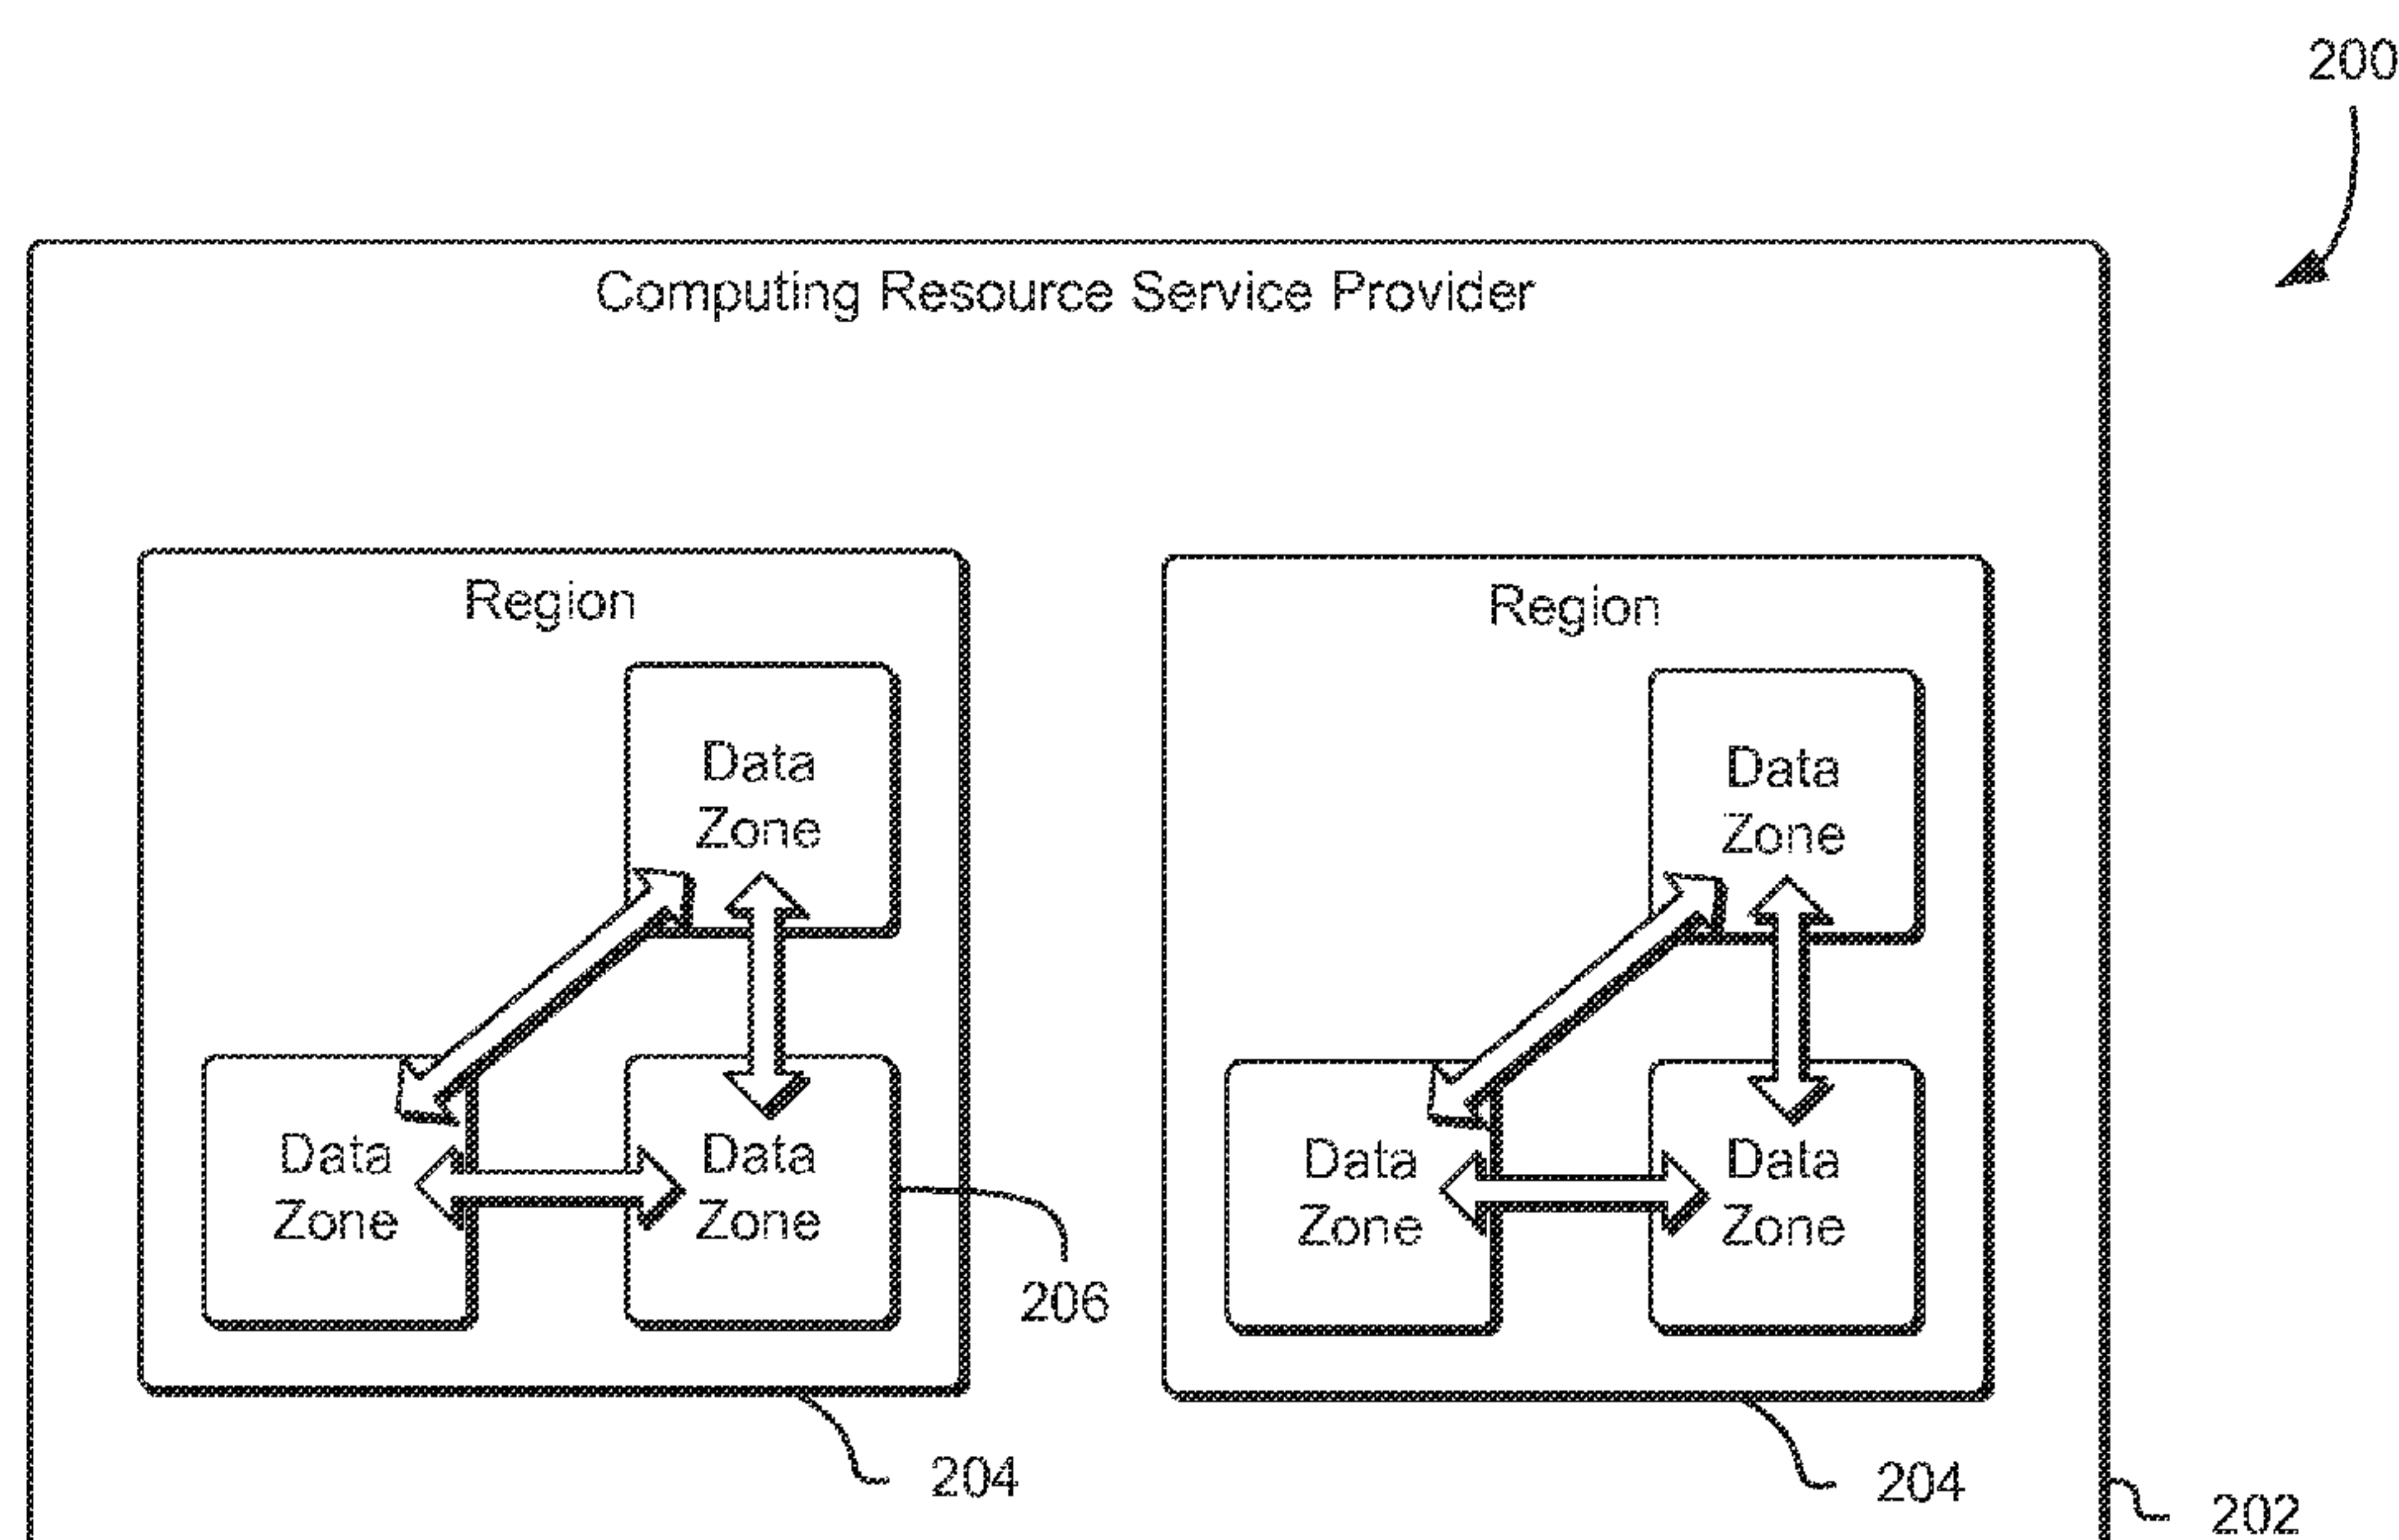 200
Computing Resource Service Provider
Region
Data
Zone
Data
Zone
Data
Zone
206
204
Region
Data
Zone
Data
Zone
Data
Zone
204
202